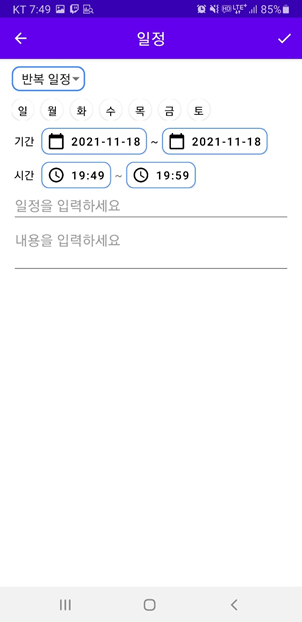 KT 7:49 LTE+ 85%
일정
반복 일정
일 월 화 수 목 금 토
기간 2021-11-18 ~ 2021-11-18
시간 19:49 ~ 19:59
일정을 입력하세요
내용을 입력하세요